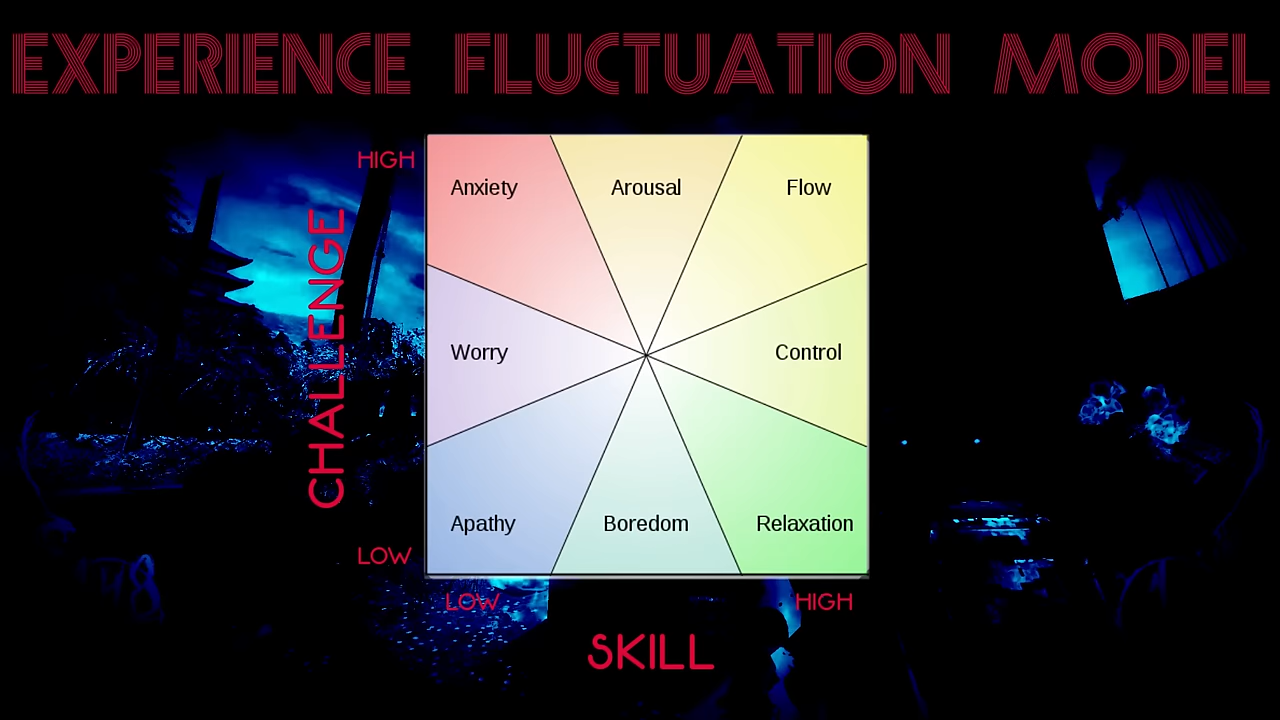 EXPERIENCE FLUCTUATION MODEL
HIGH
CHALLENGE
LOW
Anxiety
Arousal
Flow
Worry
Control
Apathy
Boredom
Relaxation
LOW
HIGH
SKILL